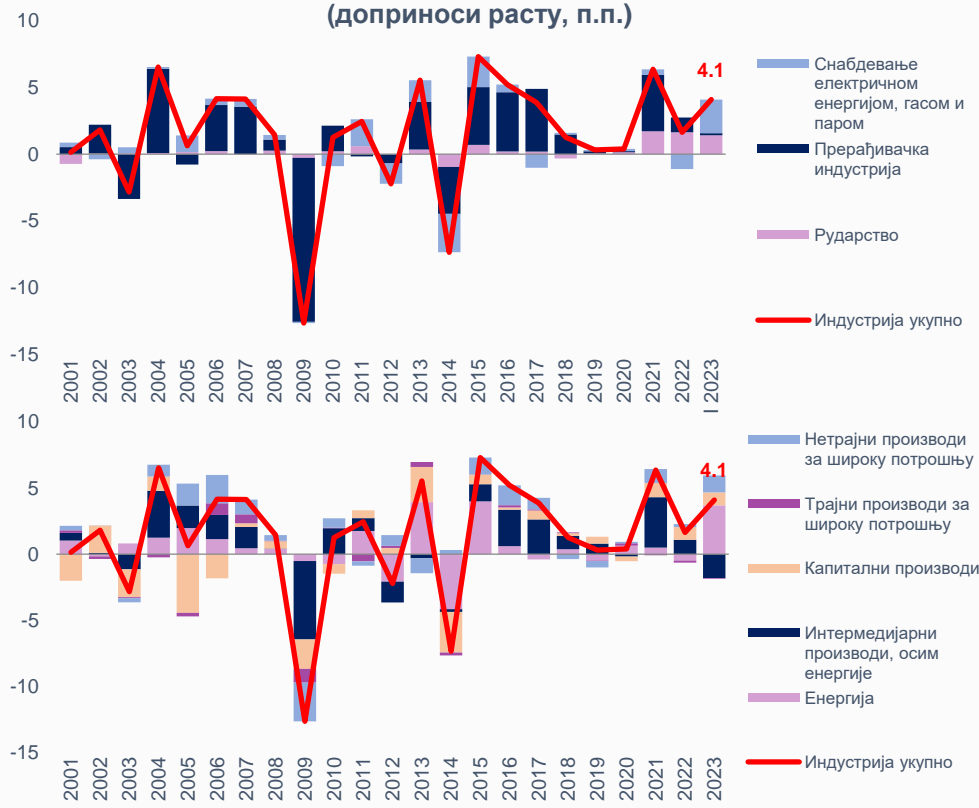 (доприноси расту, п.п.)
10
5
0
-5
-10
-15
4.1
2001
2002
2003
2004
2005
2006
2007
2008
2009
2010
2011
2012
2013
2014
2015
2016
2017
2018
2019
2020
2021
2022
I 2023
Снабдевање
електричном
енергијом, гасом и
паром
Прерађивачка
индустрија
Рударство
Индустрија укупно
10
5
0
-5
-10
-15
4.1
2001
2002
2003
2004
2005
2006
2007
2008
2009
2010
2011
2012
2013
2014
2015
2016
2017
2018
2019
2020
2021
2022
2023
Нетрајни производи
за широку потрошњу
Трајни производи за
широку потрошњу
Капитални производи
Интермедијарни
производи, осим
енергије
Енергија
Индустрија укупно